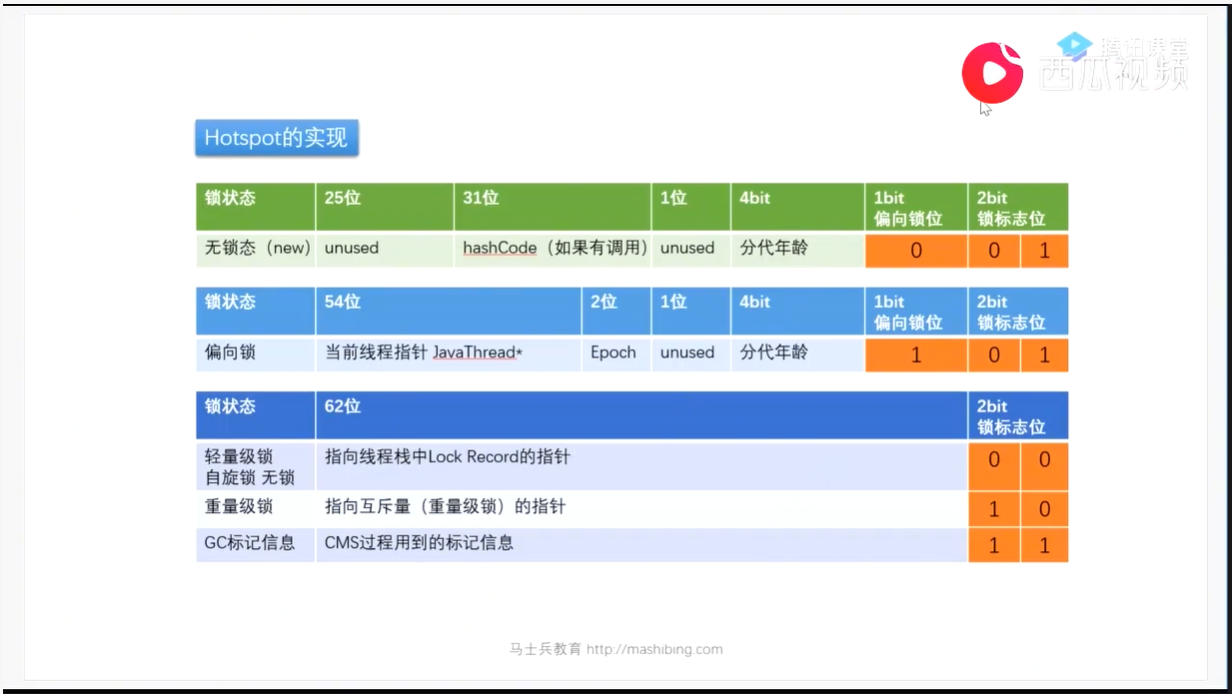 腾讯课堂
西瓜视频
Hotspot的实现
锁状态 25位 31位 1位 4bit 1bit 2bit
偏向锁位 锁标志位
无锁态（new） unused hashCode（如果有调用） unused 分代年龄 0 0 1
锁状态 54位 2位 1位 4bit 1bit 2bit
偏向锁位 锁标志位
偏向锁 当前线程指针 JavaThread* Epoch unused 分代年龄 1 0 1
锁状态 62位 2bit
锁标志位
轻量级锁 指向线程栈中Lock Record的指针 0 0
自旋锁 无锁
重量级锁 指向互斥量（重量级锁）的指针 1 0
GC标记信息 CMS过程用到的标记信息 1 1
马士兵教育 http://mashibing.com